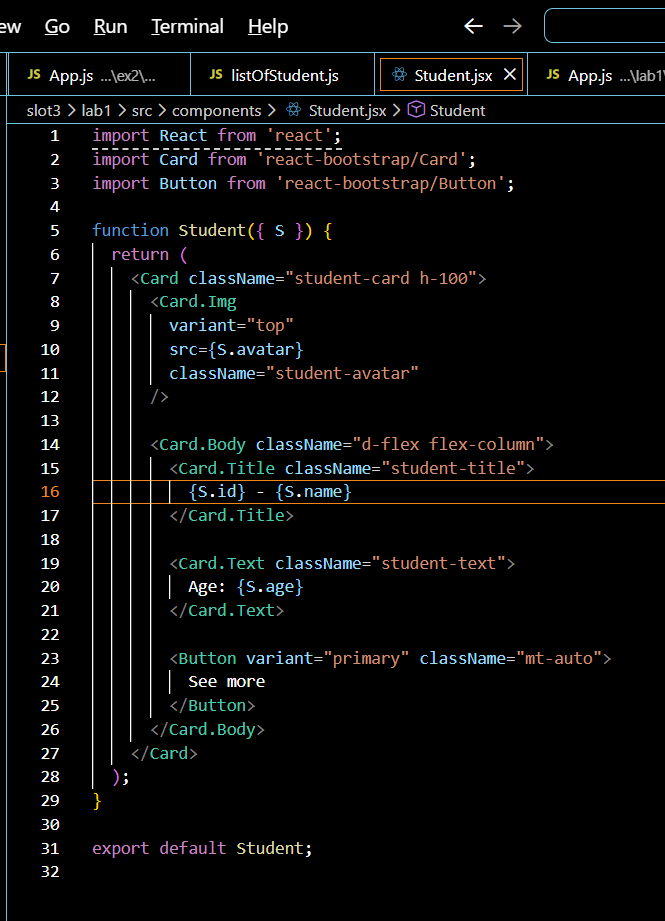 ew Go Run Terminal Help
JS App.js ...\ex2\... JS listOfStudent.js Student.jsx JS App.js ...\lab1\
slot3 > lab1 > src > components > Student.jsx > Student
1 import React from 'react';
2 import Card from 'react-bootstrap/Card';
3 import Button from 'react-bootstrap/Button';
4
5 function Student({ S }) {
6 return (
7 <Card className="student-card h-100">
8 <Card.Img
9 variant="top"
10 src={S.avatar}
11 className="student-avatar"
12 />
13
14 <Card.Body className="d-flex flex-column">
15 <Card.Title className="student-title">
16 {S.id} - {S.name}
17 </Card.Title>
18
19 <Card.Text className="student-text">
20 Age: {S.age}
21 </Card.Text>
22
23 <Button variant="primary" className="mt-auto">
24 See more
25 </Button>
26 </Card.Body>
27 </Card>
28 );
29 }
30
31 export default Student;
32